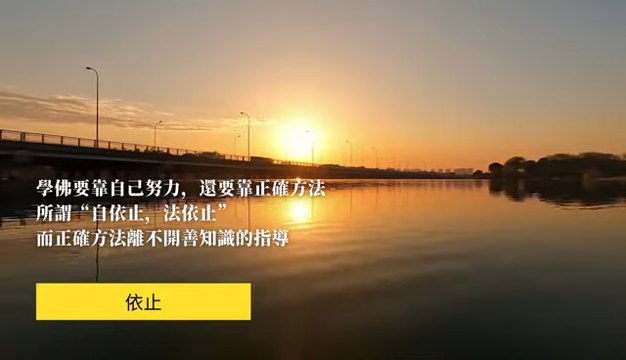 學佛要靠自己努力，還要靠正確方法
所謂“自依止，法依止”
而正確方法離不開善知識的指導
依止